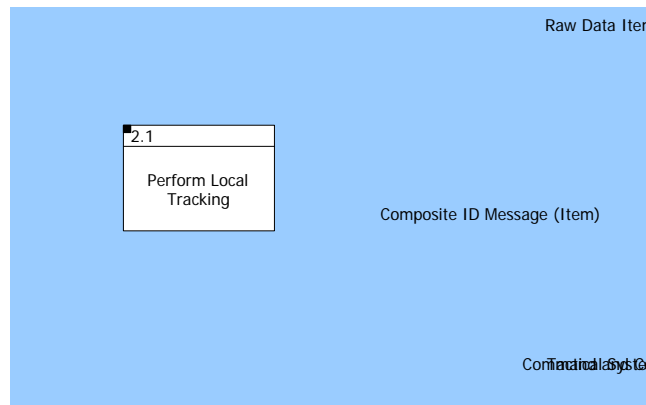 Raw Data Iter
2.1
Perform Local
Tracking
Composite ID Message (Item)